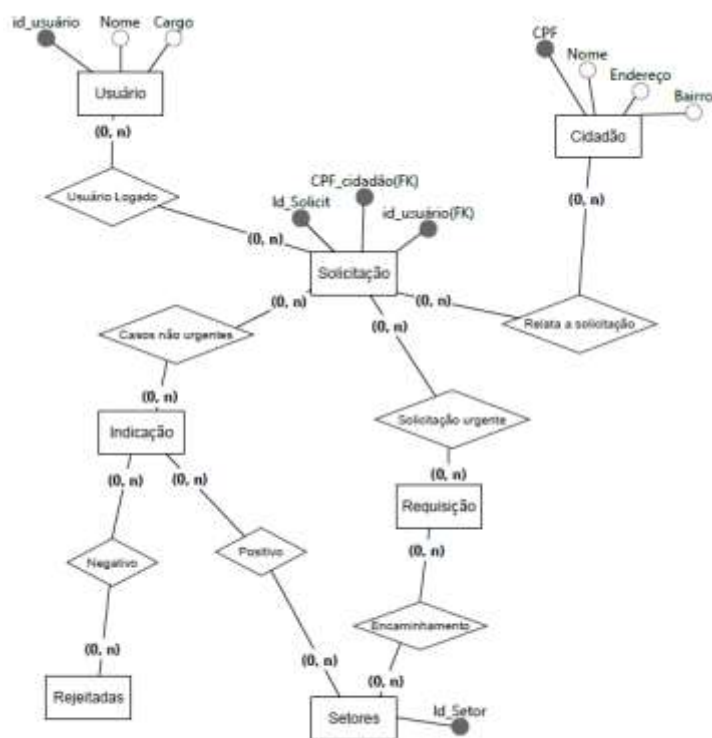 id_usuário Nome Cargo
Usuário
(0, n)
Usuário Logado
(0, n)
CPF
Nome
Endereço
Bairro
Cidadão
(0, n)
Relata a solicitação
(0, n)
CPF_cidadão(FK)
Id_Solicit
id_usuário(FK)
Solicitação
(0, n)
(0, n)
Casos não urgentes
(0, n)
Indicação
(0, n)
(0, n)
Solicitação urgente
(0, n)
Requisição
(0, n)
Negativo
Positivo
Encaminhamento
(0, n)
(0, n)
(0, n)
Rejeitadas
Setores
Id_Setor